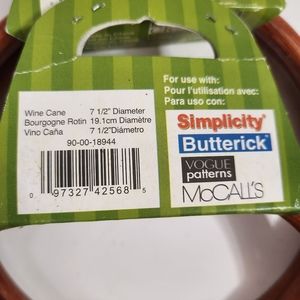 Wine Cane 7 1/2" Diameter
Bourgogne Rotin 19.1cm Diamètre
Vino Caña 7 1/2"Diámetro
90-00-18944
0 97327 42568 5
For use with:
Pour l'utilisation avec:
Para uso con:
Simplicity
Butterick
VOGUE
patterns
McCALL'S